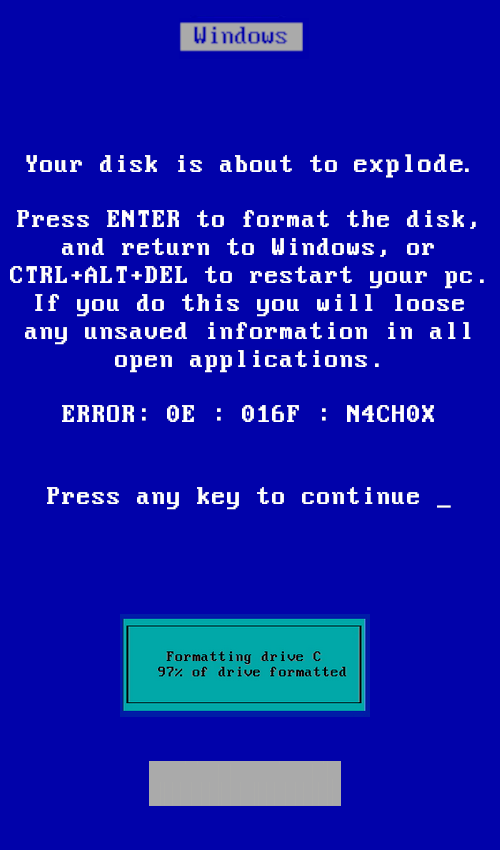 Windows
Your disk is about to explode.
Press ENTER to format the disk,
and return to Windows, or
CTRL+ALT+DEL to restart your pc.
If you do this you will loose
any unsaved information in all
open applications.
ERROR: 0E : 016F : N4CH0X
Press any key to continue _
Formatting drive C
97% of drive formatted